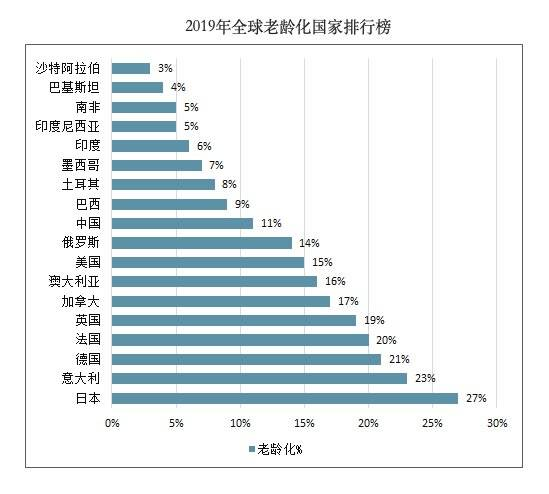 2019年全球老龄化国家排行榜
沙特阿拉伯 3%
巴基斯坦 4%
南非 5%
印度尼西亚 5%
印度 6%
墨西哥 7%
土耳其 8%
巴西 9%
中国 11%
俄罗斯 14%
美国 15%
澳大利亚 16%
加拿大 17%
英国 19%
法国 20%
德国 21%
意大利 23%
日本 27%
0% 5% 10% 15% 20% 25% 30%
老龄化%